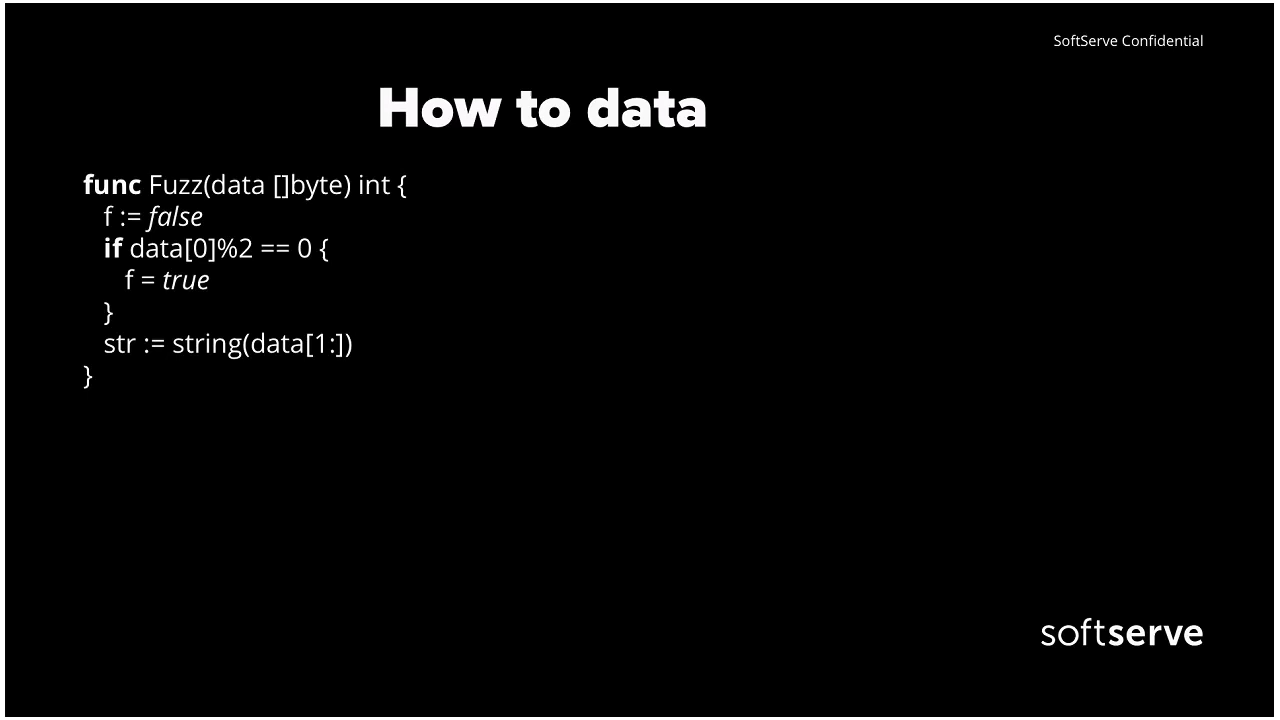 SoftServe Confidential
How to data
func Fuzz(data []byte) int {
f := false
if data[0]%2 == 0 {
f = true
}
str := string(data[1:])
}
softserve